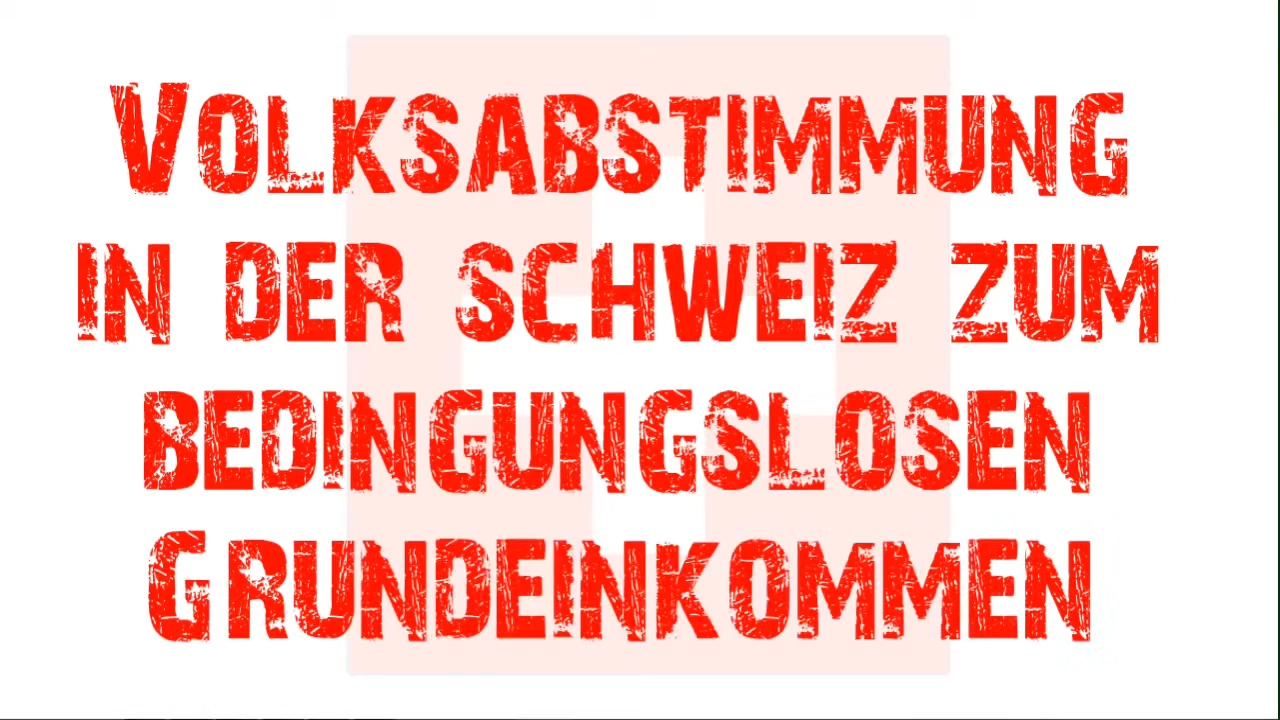 Volksabstimmung
in der Schweiz zum
bedingungslosen
Grundeinkommen